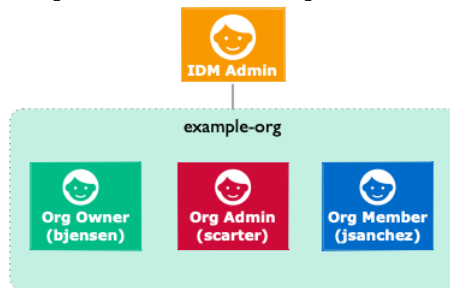 IDM Admin
example-org
Org Owner
(bjensen)
Org Admin
(scarter)
Org Member
(jsanchez)